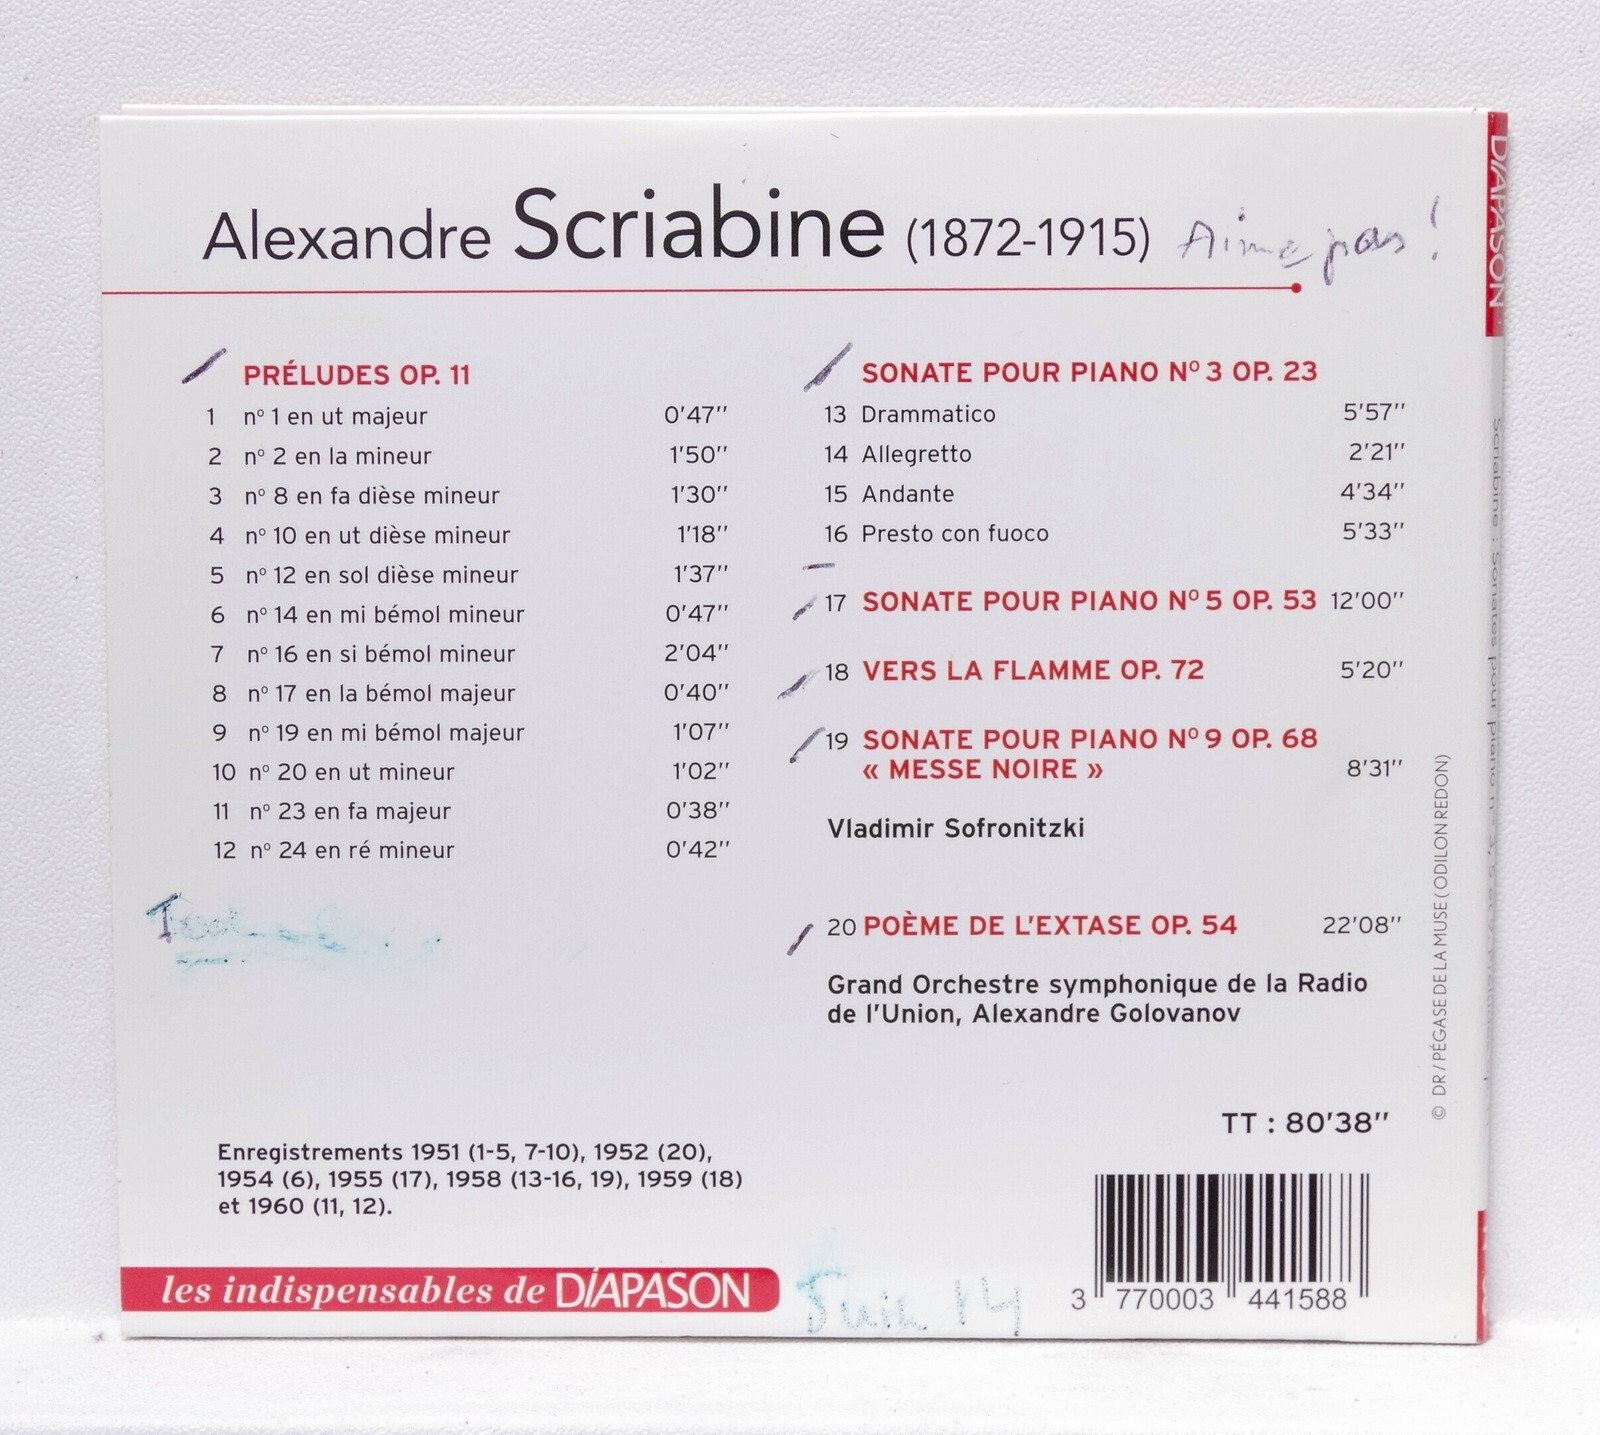 Alexandre Scriabine (1872-1915) Aime pas !
PRÉLUDES OP. 11
1 nº 1 en ut majeur 0'47''
2 nº 2 en la mineur 1'50''
3 nº 8 en fa dièse mineur 1'30''
4 nº 10 en ut dièse mineur 1'18''
5 nº 12 en sol dièse mineur 1'37''
6 nº 14 en mi bémol mineur 0'47''
7 nº 16 en si bémol mineur 2'04''
8 nº 17 en la bémol majeur 0'40''
9 nº 19 en mi bémol majeur 1'07''
10 nº 20 en ut mineur 1'02''
11 nº 23 en fa majeur 0'38''
12 nº 24 en ré mineur 0'42''
SONATE POUR PIANO Nº 3 OP. 23
13 Drammatico 5'57''
14 Allegretto 2'21''
15 Andante 4'34''
16 Presto con fuoco 5'33''
17 SONATE POUR PIANO Nº 5 OP. 53 12'00''
18 VERS LA FLAMME OP. 72 5'20''
19 SONATE POUR PIANO Nº 9 OP. 68
« MESSE NOIRE » 8'31''
Vladimir Sofronitzki
20 POÈME DE L'EXTASE OP. 54 22'08''
Grand Orchestre symphonique de la Radio
de l'Union, Alexandre Golovanov
TT : 80'38''
Enregistrements 1951 (1-5, 7-10), 1952 (20),
1954 (6), 1955 (17), 1958 (13-16, 19), 1959 (18)
et 1960 (11, 12).
les indispensables de DIAPASON
Juin 14
3 770003 441588
© DR / PÉGASE DE LA MUSE (ODILON REDON)
DIAPASON
Scriabine : Sonates pour piano n° 3, 5 et 9